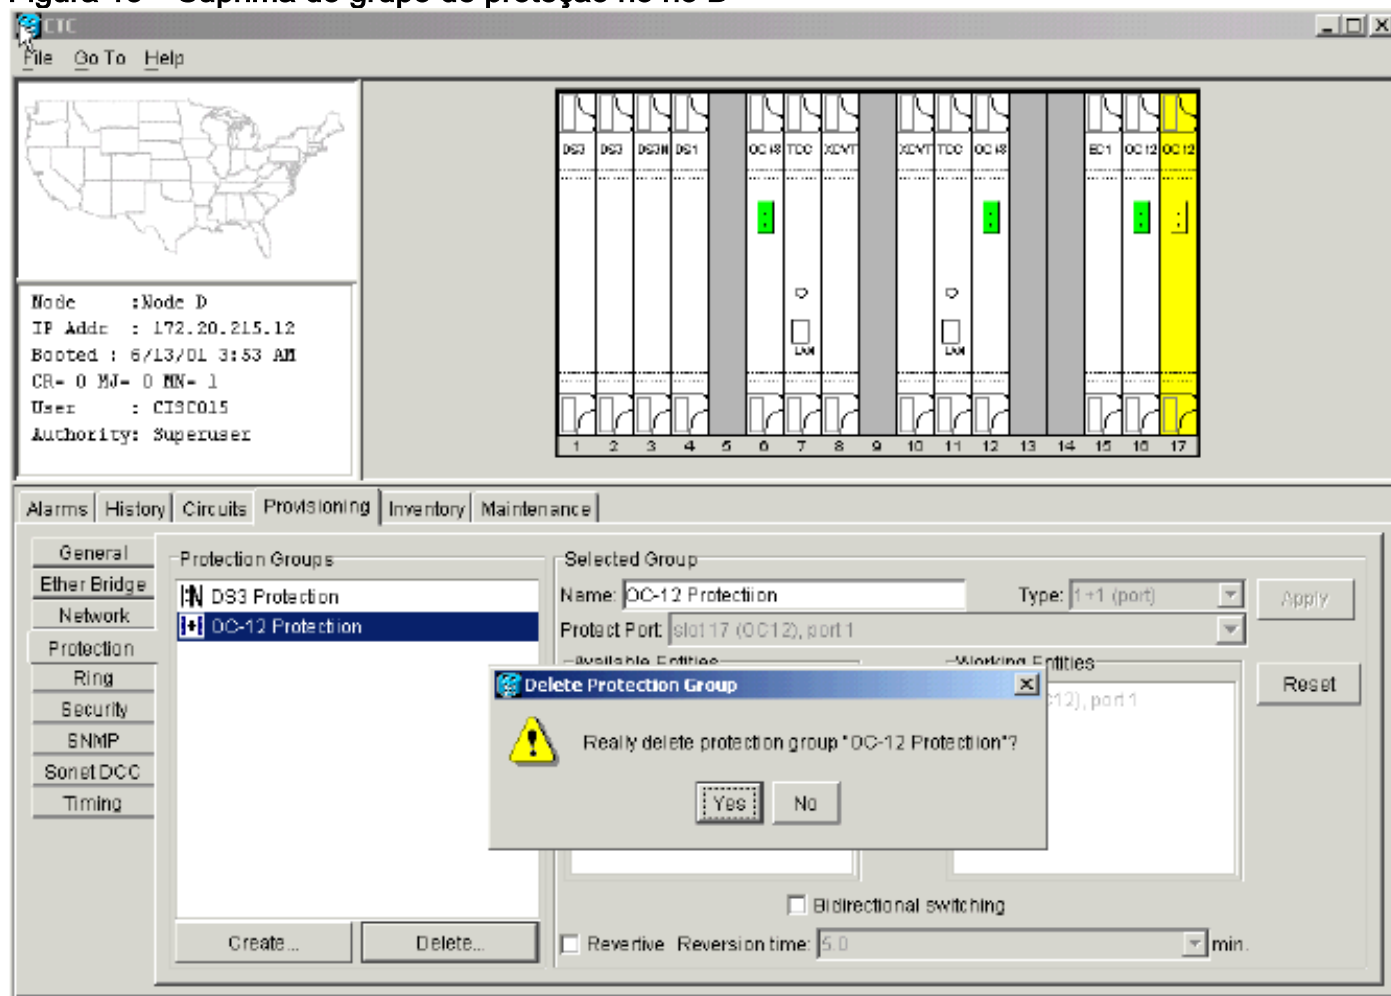 CTC
File Go To Help
DS3 DS3 DS3N DS1 OC48 TCC XCVT XCVT TCC OC48 EC1 OC12 OC12
LAN LAN
1 2 3 4 5 6 7 8 9 10 11 12 13 14 15 16 17
Node :Node D
IP Addr : 172.20.215.12
Booted : 6/13/01 3:53 AM
CR- 0 MJ- 0 MN- 1
User : CISCO15
Authority: Superuser
Alarms History Circuits Provisioning Inventory Maintenance
General
Ether Bridge
Network
Protection
Ring
Security
SNMP
Sonet DCC
Timing
Protection Groups
DS3 Protection
OC-12 Protectiion
Create...
Delete...
Selected Group
Name: OC-12 Protectiion
Type: 1+1 (port)
Apply
Protect Port: slot 17 (OC12), port 1
Available Entities
Working Entities
C12), port 1
Reset
Delete Protection Group
Really delete protection group "OC-12 Protectiion"?
Yes
No
Bidirectional switching
Revertive Reversion time: 5.0 min.